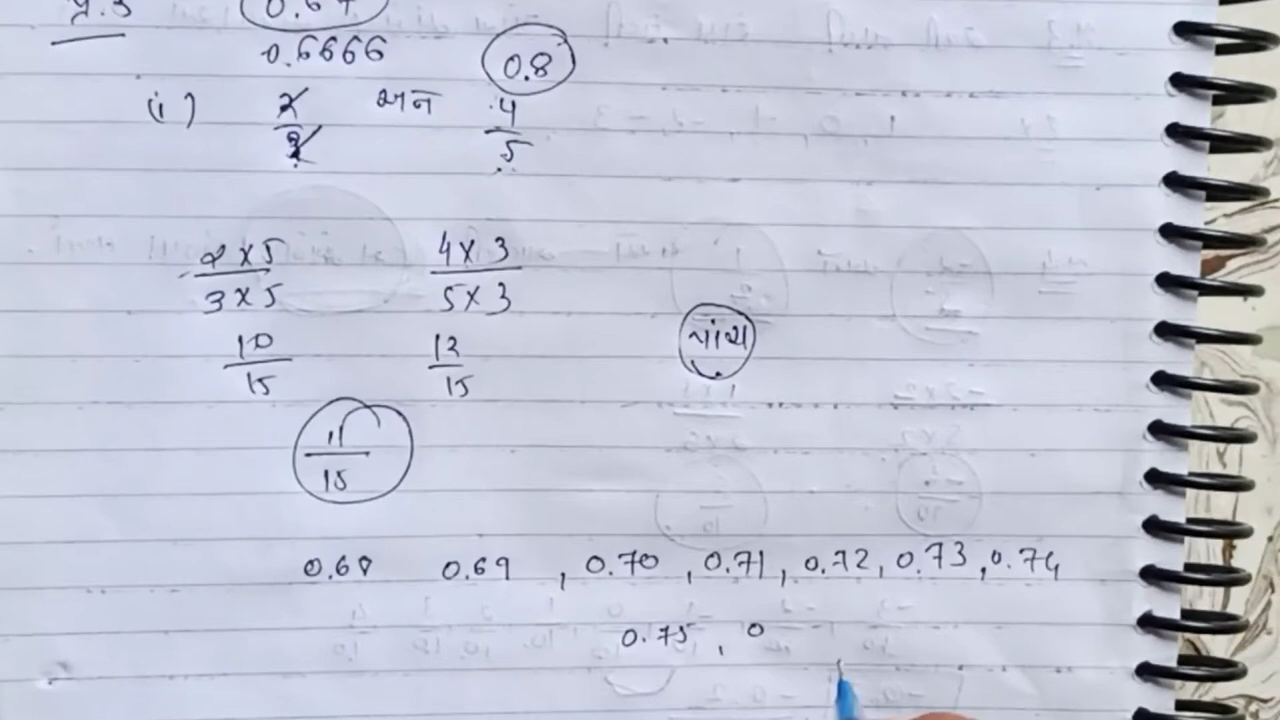 પ્ર.3 0.67
0.6666 0.8
(i) 2/3 અને 4/5
2 x 5 / 3 x 5 4 x 3 / 5 x 3
પાંચ
10/15 12/15
11/15
0.68 0.69 , 0.70 , 0.71 , 0.72 , 0.73 , 0.74
0.75 , 0